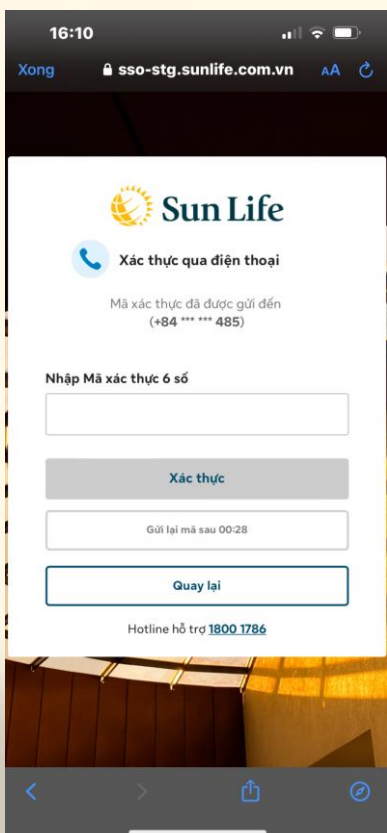 16:10
Xong sso-stg.sunlife.com.vn AA
Sun Life
Xác thực qua điện thoại
Mã xác thực đã được gửi đến
(+84 *** *** 485)
Nhập Mã xác thực 6 số
Xác thực
Gửi lại mã sau 00:28
Quay lại
Hotline hỗ trợ 1800 1786